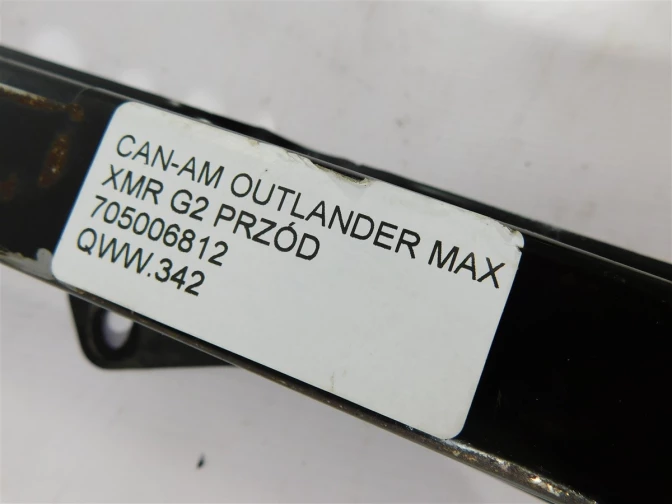 CAN-AM OUTLANDER MAX
XMR G2 PRZÓD
705006812
QWW.342